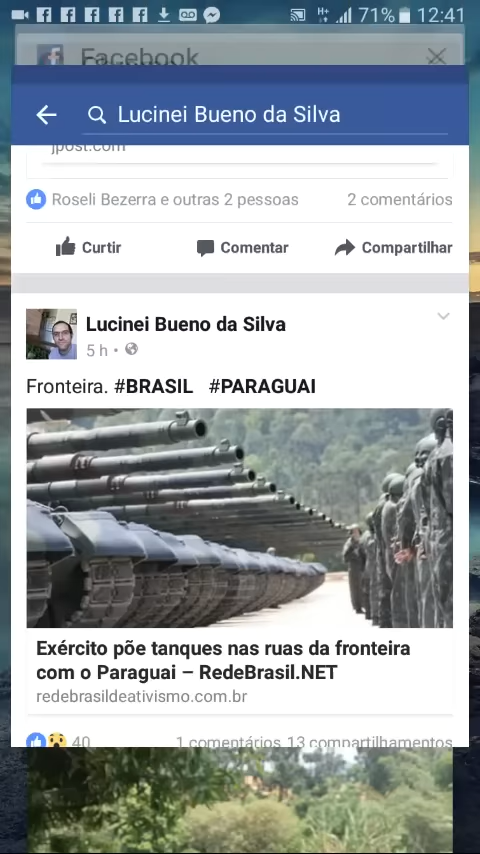 H+ 71% 12:41
Facebook
Lucinei Bueno da Silva
jpost.com
Roseli Bezerra e outras 2 pessoas 2 comentários
Curtir Comentar Compartilhar
Lucinei Bueno da Silva
5 h
Fronteira. #BRASIL #PARAGUAI
Exército põe tanques nas ruas da fronteira
com o Paraguai – RedeBrasil.NET
redebrasildeativismo.com.br
40 1 comentários 13 compartilhamentos